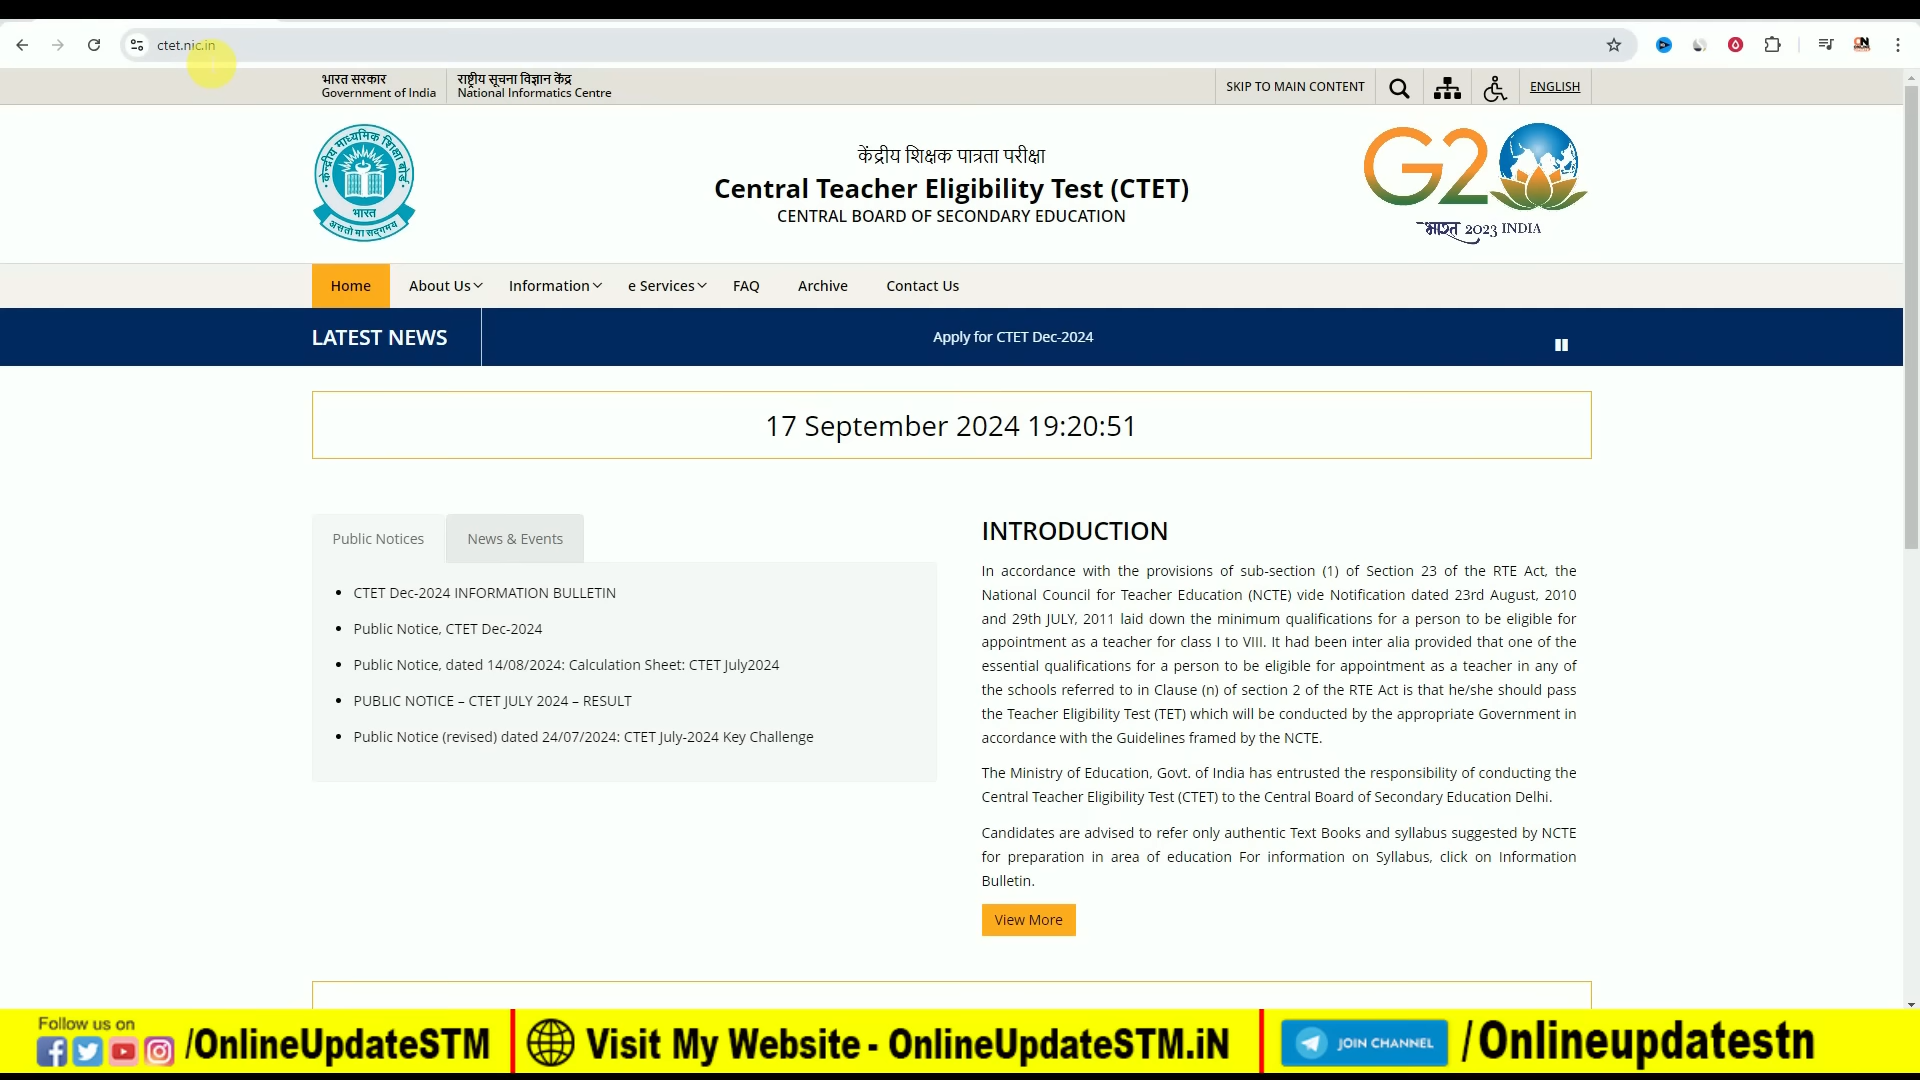 ctet.nic.in
भारत सरकार
Government of India
राष्ट्रीय सूचना विज्ञान केंद्र
National Informatics Centre
SKIP TO MAIN CONTENT
ENGLISH
केन्द्रीय माध्यमिक शिक्षा बोर्ड
भारत
असतो मा सद्गमय
केंद्रीय शिक्षक पात्रता परीक्षा
Central Teacher Eligibility Test (CTET)
CENTRAL BOARD OF SECONDARY EDUCATION
G20
भारत 2023 INDIA
Home
About Us
Information
e Services
FAQ
Archive
Contact Us
LATEST NEWS
Apply for CTET Dec-2024
17 September 2024 19:20:51
Public Notices
News & Events
CTET Dec-2024 INFORMATION BULLETIN
Public Notice, CTET Dec-2024
Public Notice, dated 14/08/2024: Calculation Sheet: CTET July2024
PUBLIC NOTICE – CTET JULY 2024 – RESULT
Public Notice (revised) dated 24/07/2024: CTET July-2024 Key Challenge
INTRODUCTION
In accordance with the provisions of sub-section (1) of Section 23 of the RTE Act, the
National Council for Teacher Education (NCTE) vide Notification dated 23rd August, 2010
and 29th JULY, 2011 laid down the minimum qualifications for a person to be eligible for
appointment as a teacher for class I to VIII. It had been inter alia provided that one of the
essential qualifications for a person to be eligible for appointment as a teacher in any of
the schools referred to in Clause (n) of section 2 of the RTE Act is that he/she should pass
the Teacher Eligibility Test (TET) which will be conducted by the appropriate Government in
accordance with the Guidelines framed by the NCTE.
The Ministry of Education, Govt. of India has entrusted the responsibility of conducting the
Central Teacher Eligibility Test (CTET) to the Central Board of Secondary Education Delhi.
Candidates are advised to refer only authentic Text Books and syllabus suggested by NCTE
for preparation in area of education For information on Syllabus, click on Information
Bulletin.
View More
Follow us on
/OnlineUpdateSTM
Visit My Website - OnlineUpdateSTM.iN
JOIN CHANNEL
/Onlineupdatestn